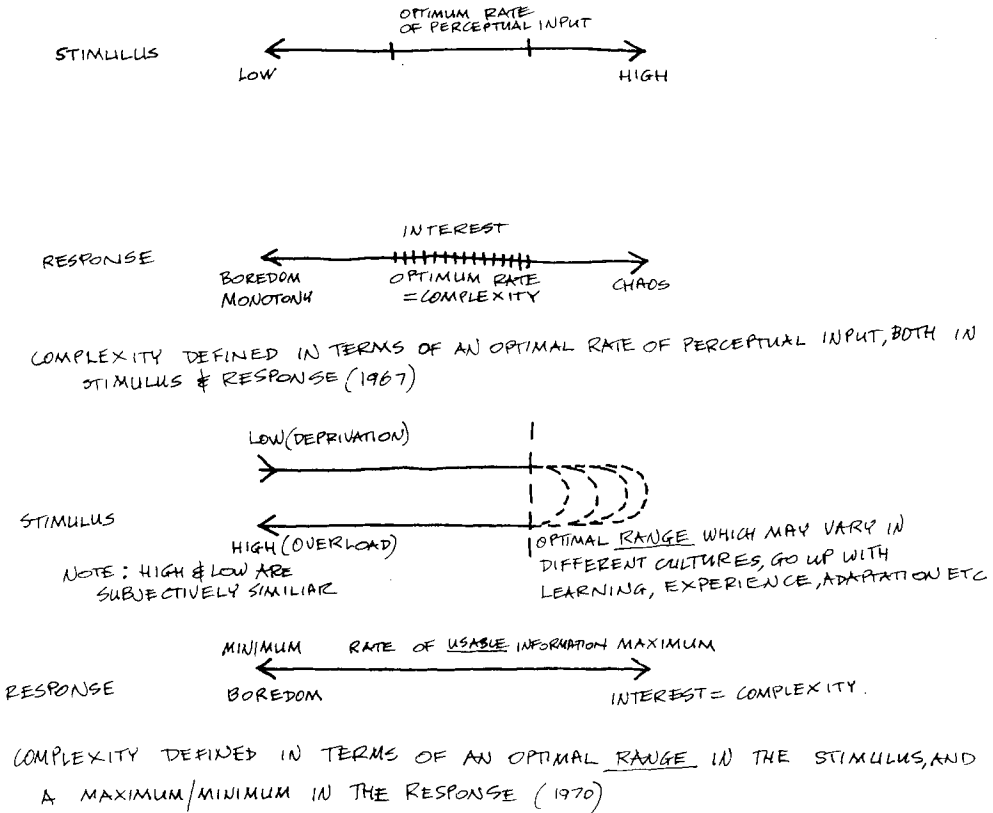 OPTIMUM RATE
OF PERCEPTUAL INPUT
STIMULUS
LOW
HIGH
INTEREST
RESPONSE
BOREDOM
MONOTONY
OPTIMUM RATE
=COMPLEXITY
CHAOS
COMPLEXITY DEFINED IN TERMS OF AN OPTIMAL RATE OF PERCEPTUAL INPUT, BOTH IN
STIMULUS & RESPONSE (1967)
LOW (DEPRIVATION)
STIMULUS
HIGH (OVERLOAD)
NOTE: HIGH & LOW ARE
SUBJECTIVELY SIMILIAR
OPTIMAL RANGE WHICH MAY VARY IN
DIFFERENT CULTURES, GO UP WITH
LEARNING, EXPERIENCE, ADAPTATION ETC
MINIMUM RATE OF USABLE INFORMATION MAXIMUM
RESPONSE
BOREDOM
INTEREST = COMPLEXITY.
COMPLEXITY DEFINED IN TERMS OF AN OPTIMAL RANGE IN THE STIMULUS, AND
A MAXIMUM/MINIMUM IN THE RESPONSE (1970)